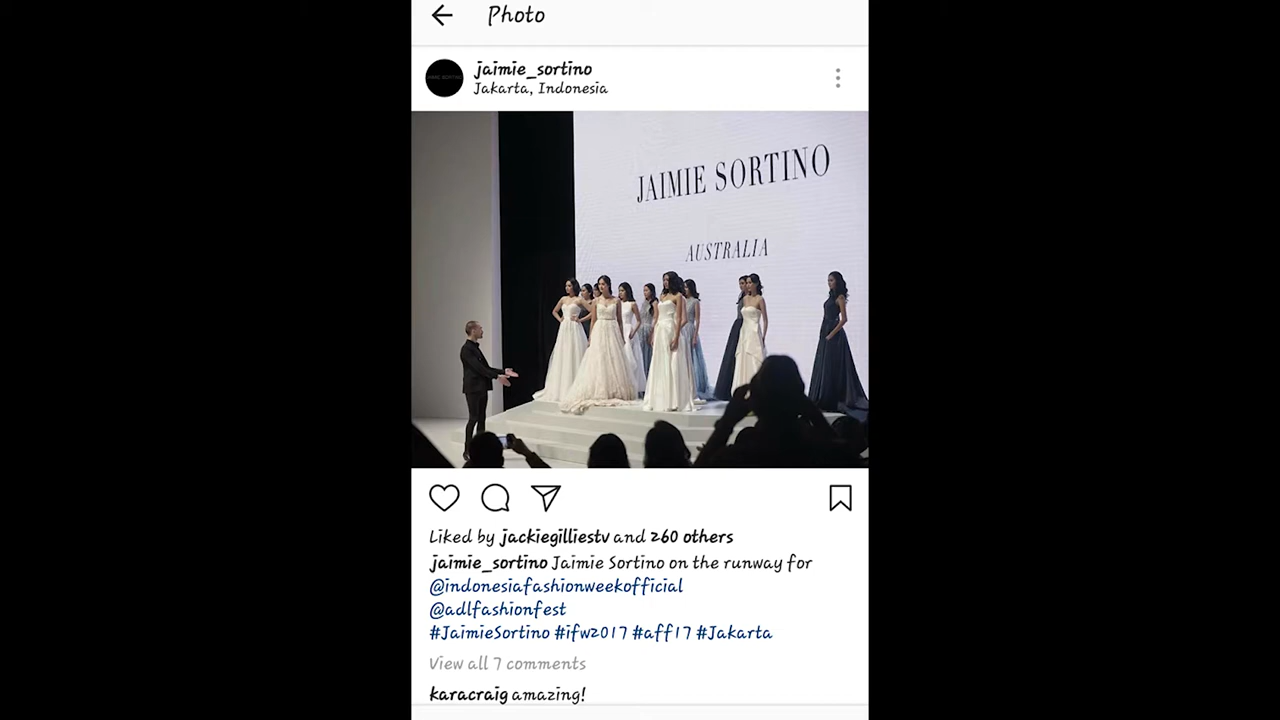 Photo
jaimie_sortino
Jakarta, Indonesia
JAIMIE SORTINO
AUSTRALIA
Liked by jackiegilliestv and 260 others
jaimie_sortino Jaimie Sortino on the runway for
@indonesiafashionweekofficial
@adlfashionfest
#JaimieSortino #ifw2017 #aff17 #Jakarta
View all 7 comments
karacraig amazing!